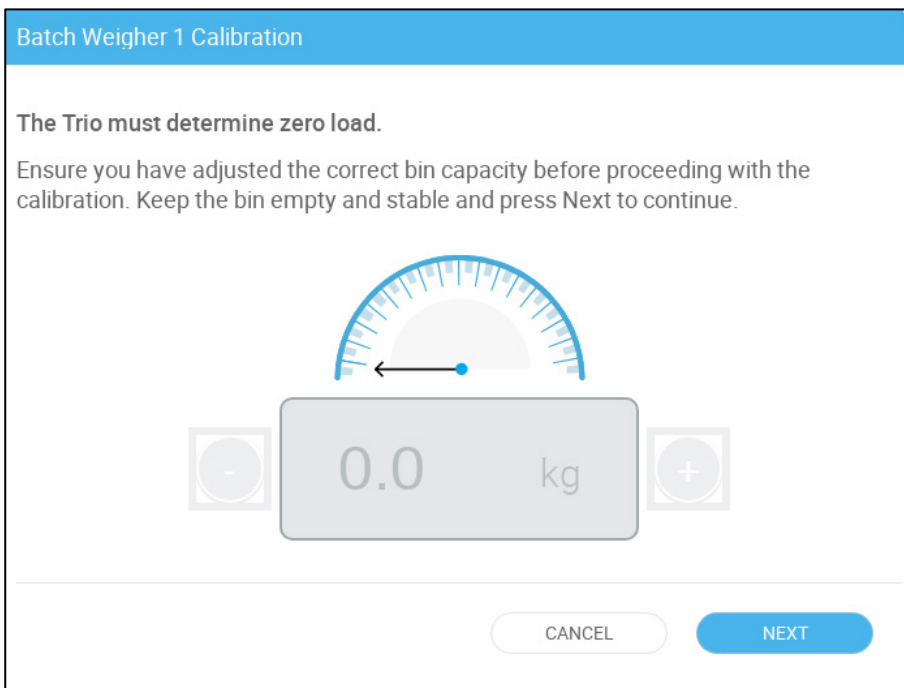 Batch Weigher 1 Calibration
The Trio must determine zero load.
Ensure you have adjusted the correct bin capacity before proceeding with the
calibration. Keep the bin empty and stable and press Next to continue.
- 0.0 kg +
CANCEL NEXT